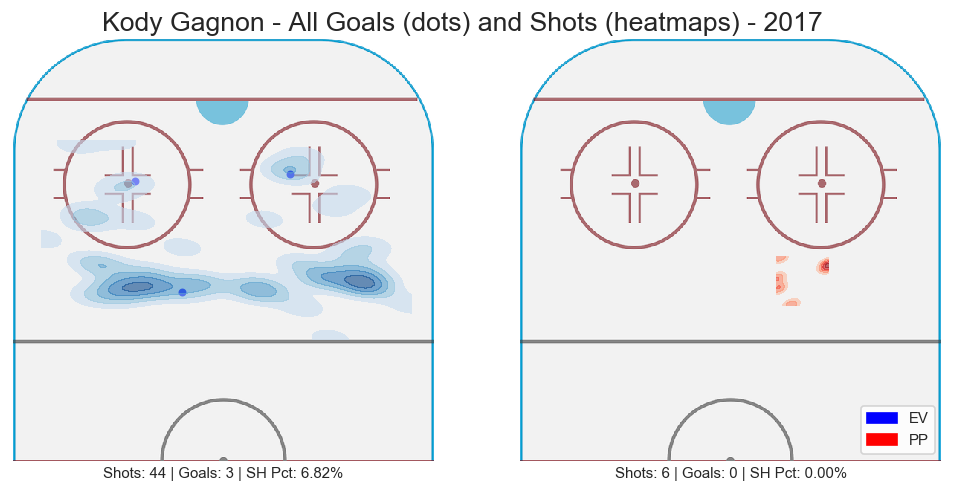 Kody Gagnon - All Goals (dots) and Shots (heatmaps) - 2017
EV
PP
Shots: 44 | Goals: 3 | SH Pct: 6.82%
Shots: 6 | Goals: 0 | SH Pct: 0.00%